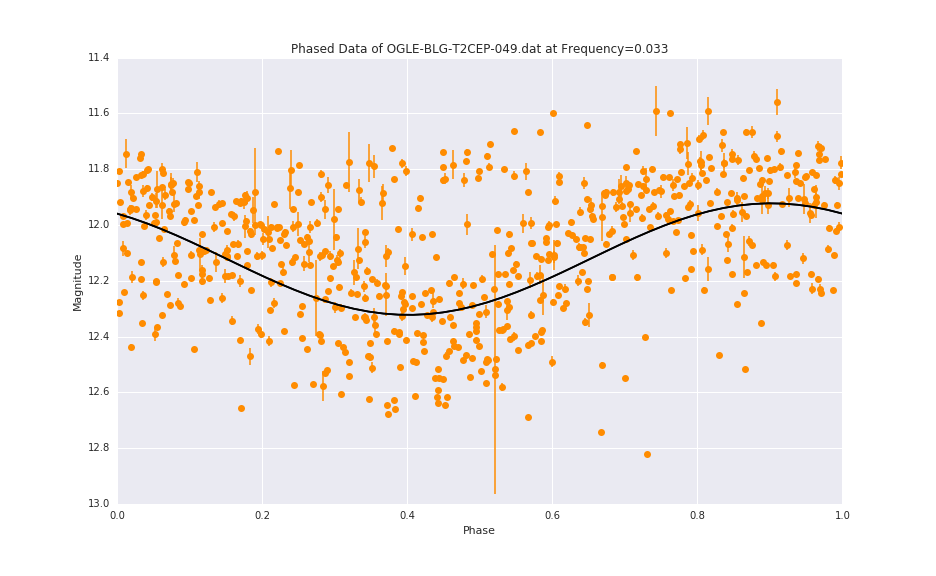 Phased Data of OGLE-BLG-T2CEP-049.dat at Frequency=0.033
11.4
11.6
11.8
12.0
12.2
12.4
12.6
12.8
13.0
Magnitude
0.0 0.2 0.4 0.6 0.8 1.0
Phase